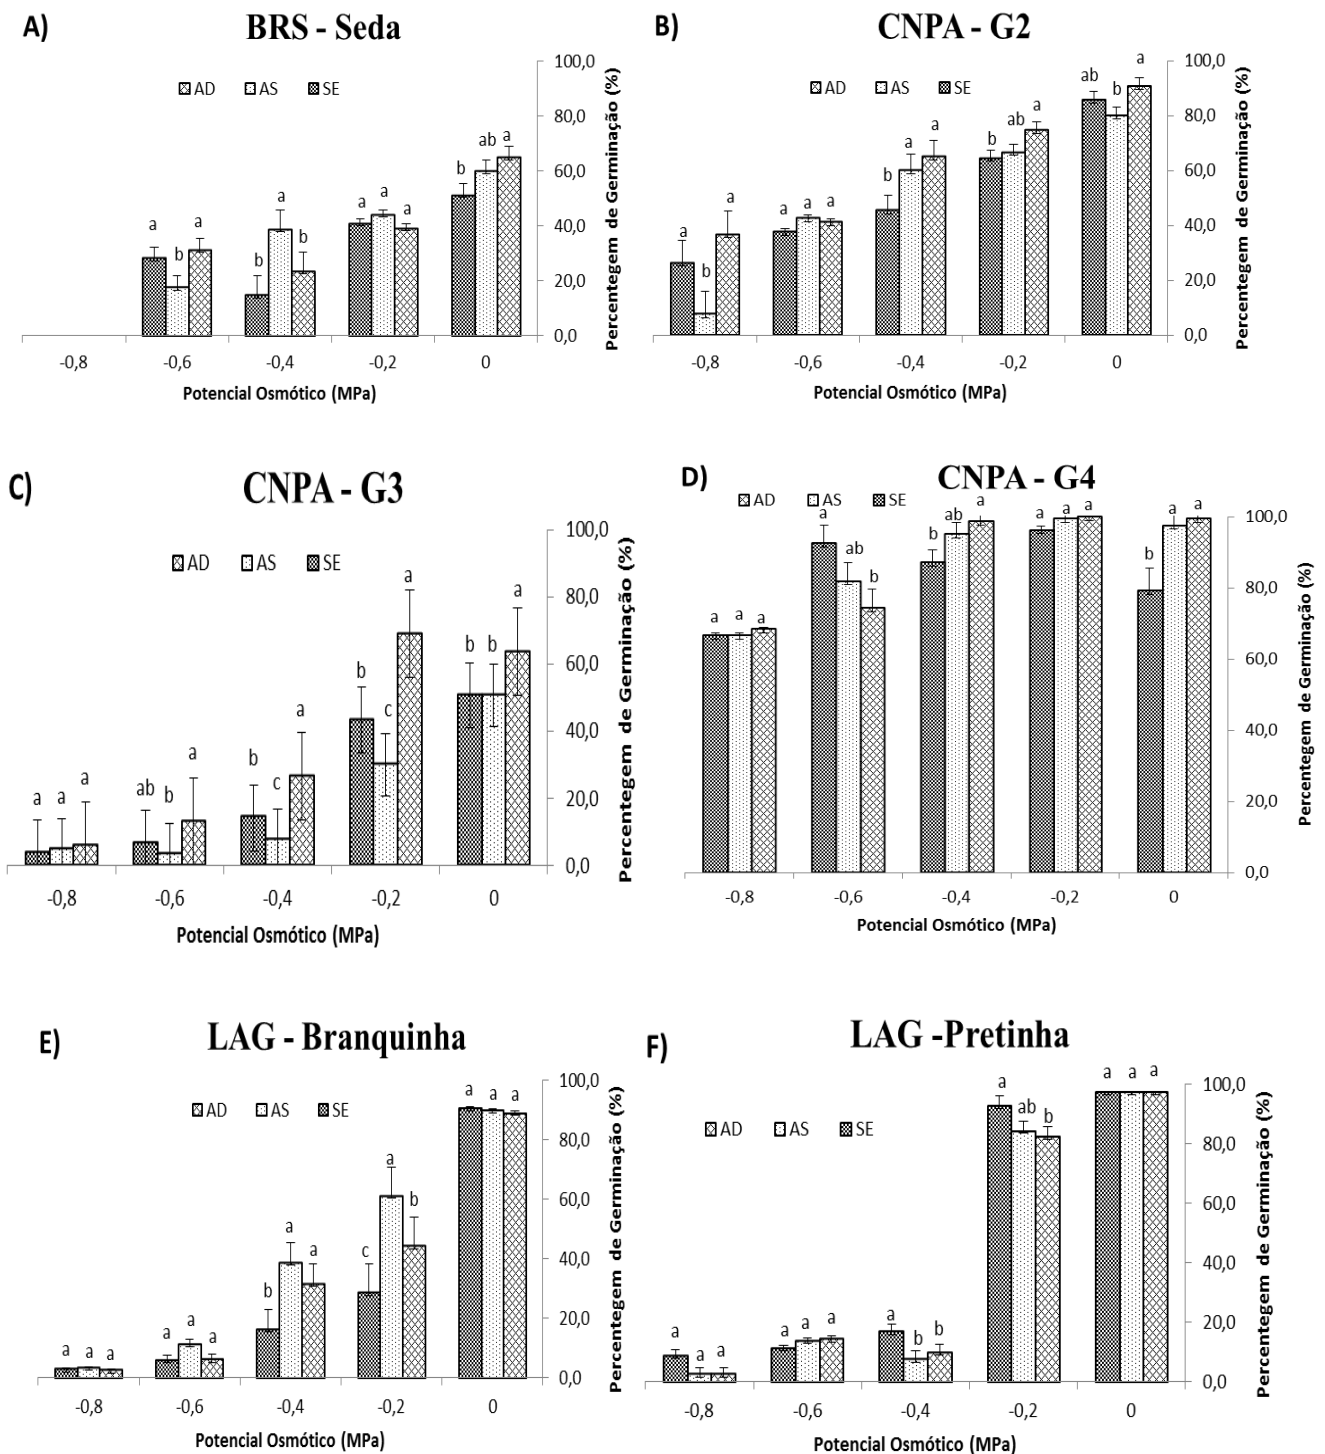 A)
BRS - Seda
AD AS SE
a b a
b a b
a a a
b ab a
100,0
80,0
60,0
40,0
20,0
0,0
Percentegem de Germinação (%)
-0,8 -0,6 -0,4 -0,2 0
Potencial Osmótico (MPa)
B)
CNPA - G2
AD AS SE
a b a
a a a
b a a
b ab a
ab b a
100,0
80,0
60,0
40,0
20,0
0,0
Percentegem de Germinação (%)
-0,8 -0,6 -0,4 -0,2 0
Potencial Osmótico (MPa)
C)
CNPA - G3
AD AS SE
a a a
ab b a
b c a
b c a
b b a
100,0
80,0
60,0
40,0
20,0
0,0
Percentegem de Germinação (%)
-0,8 -0,6 -0,4 -0,2 0
Potencial Osmótico (MPa)
D)
CNPA - G4
AD AS SE
a a a
a ab b
b ab a
a a a
b a a
100,0
80,0
60,0
40,0
20,0
0,0
Percentegem de Germinação (%)
-0,8 -0,6 -0,4 -0,2 0
Potencial Osmótico (MPa)
E)
LAG - Branquinha
AD AS SE
a a a
a a a
b a a
c a b
a a a
100,0
80,0
60,0
40,0
20,0
0,0
Percentegem de Germinação (%)
-0,8 -0,6 -0,4 -0,2 0
Potencial Osmótico (MPa)
F)
LAG -Pretinha
AD AS SE
a a a
a a a
a b b
a ab b
a a a
100,0
80,0
60,0
40,0
20,0
0,0
Percentegem de Germinação (%)
-0,8 -0,6 -0,4 -0,2 0
Potencial Osmótico (MPa)